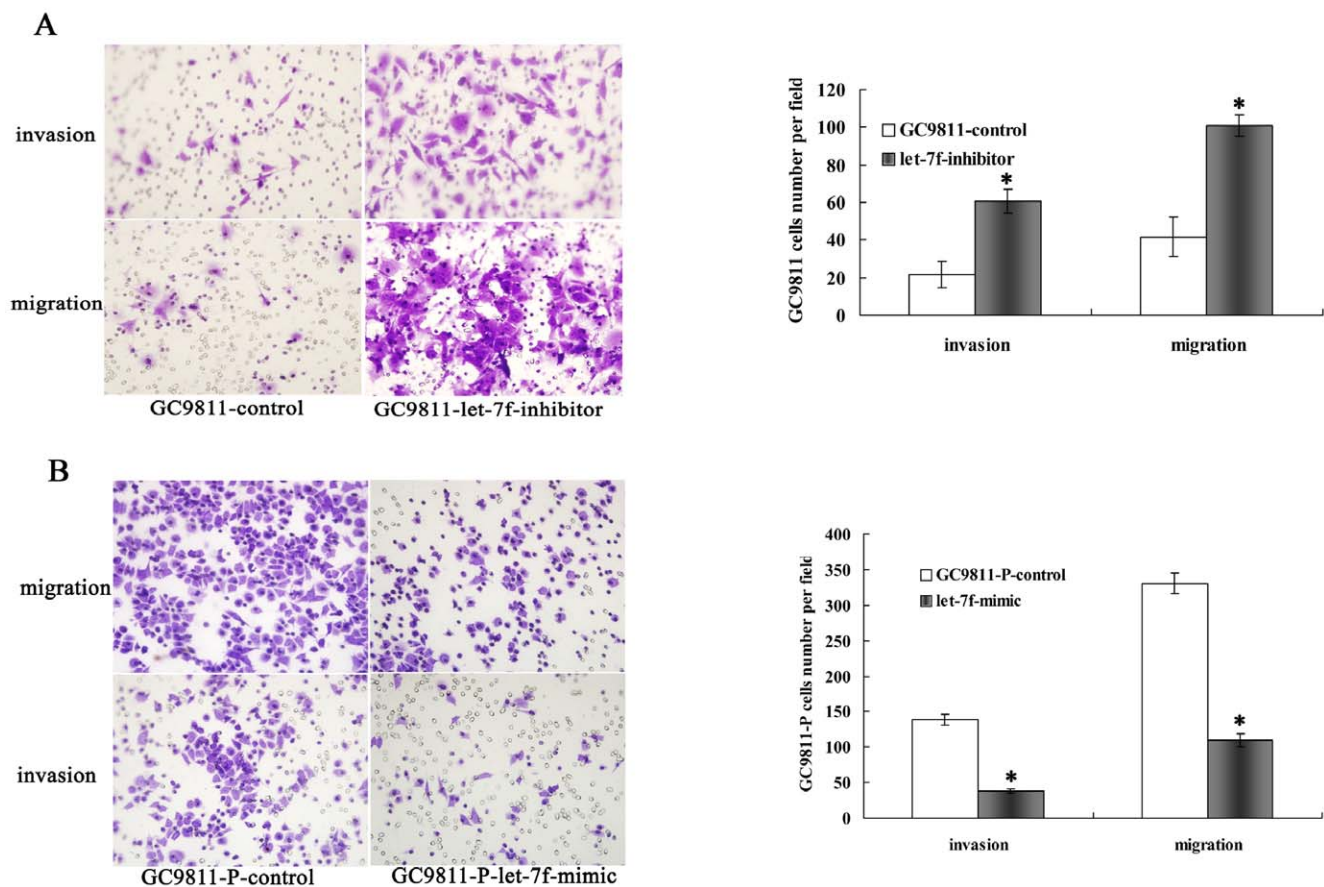 A
invasion
migration
GC9811-control
GC9811-let-7f-inhibitor
GC9811 cells number per field
120
100
80
60
40
20
0
GC9811-control
let-7f-inhibitor
*
*
invasion
migration
B
migration
invasion
GC9811-P-control
GC9811-P-let-7f-mimic
GC9811-P cells number per field
400
350
300
250
200
150
100
50
0
GC9811-P-control
let-7f-mimic
*
*
invasion
migration